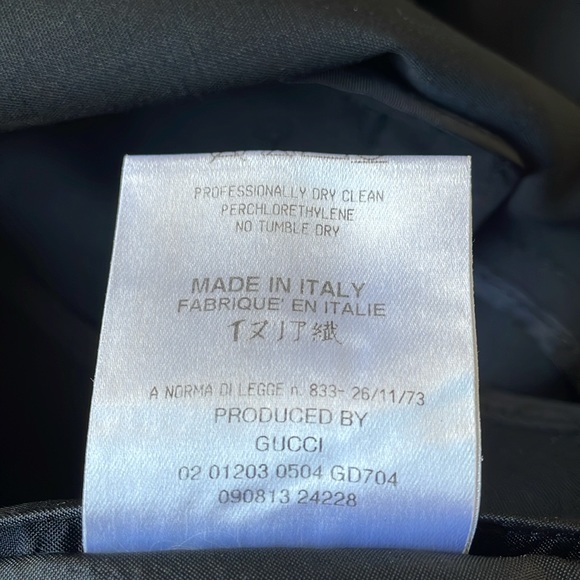 PROFESSIONALLY DRY CLEAN
PERCHLORETHYLENE
NO TUMBLE DRY
MADE IN ITALY
FABRIQUE' EN ITALIE
A NORMA DI LEGGE n. 833- 26/11/73
PRODUCED BY
GUCCI
02 01203 0504 GD704
090813 24228